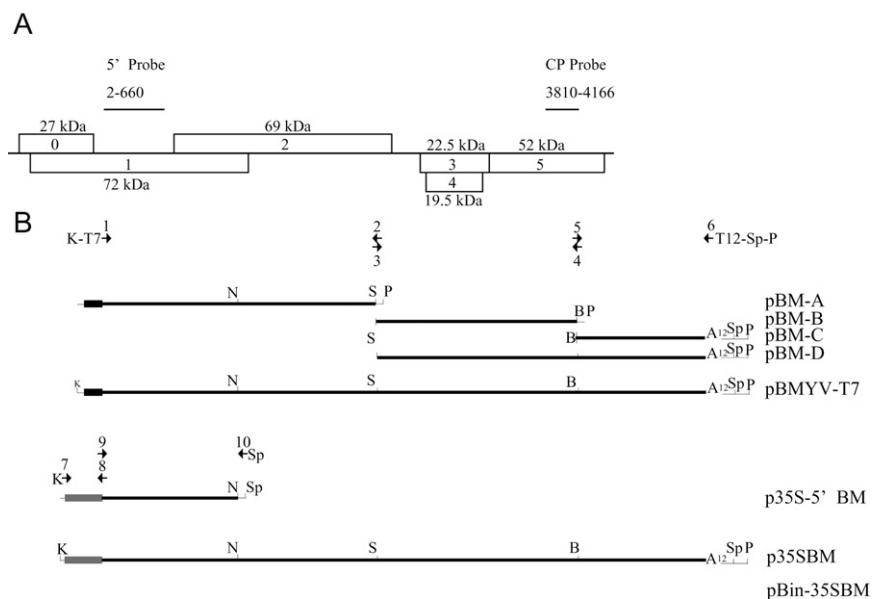 A
5’ Probe CP Probe
2-660 3810-4166
27 kDa 69 kDa 22.5 kDa 52 kDa
0 2 3 5
1 4
72 kDa 19.5 kDa
B
1 2 5 6
K-T7 T12-Sp-P
3 4
N S P pBM-A
B P pBM-B
S B A12 Sp P pBM-C
A12 Sp P pBM-D
K N S B A12 Sp P pBMYV-T7
9 10
7 Sp
K 8
N Sp p35S-5’ BM
K N S B A12 Sp P p35SBM
pBin-35SBM